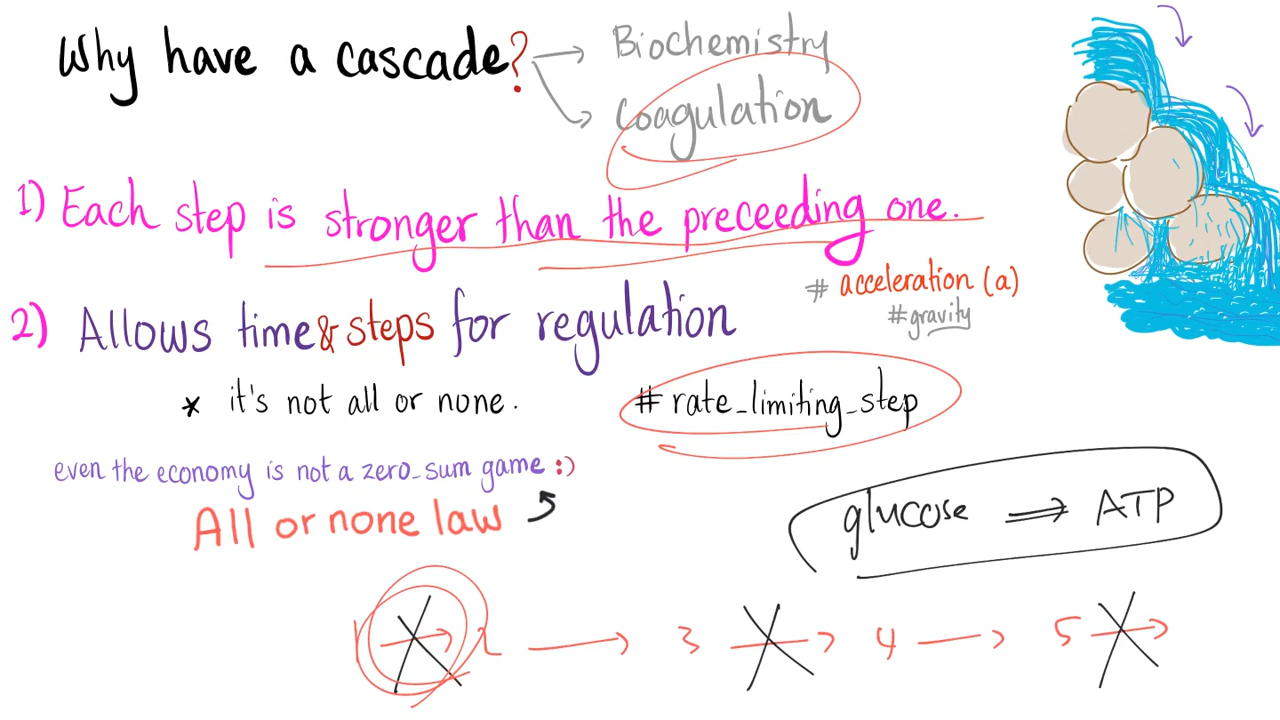 Why have a cascade?
Biochemistry
Coagulation
1) Each step is stronger than the preceeding one.
# acceleration (a)
#gravity
2) Allows time & steps for regulation
* it's not all or none.
#rate_limiting_step
even the economy is not a zero_sum game :)
All or none law
glucose ⟹ ATP
1 → 2 → 3 → 4 → 5 →